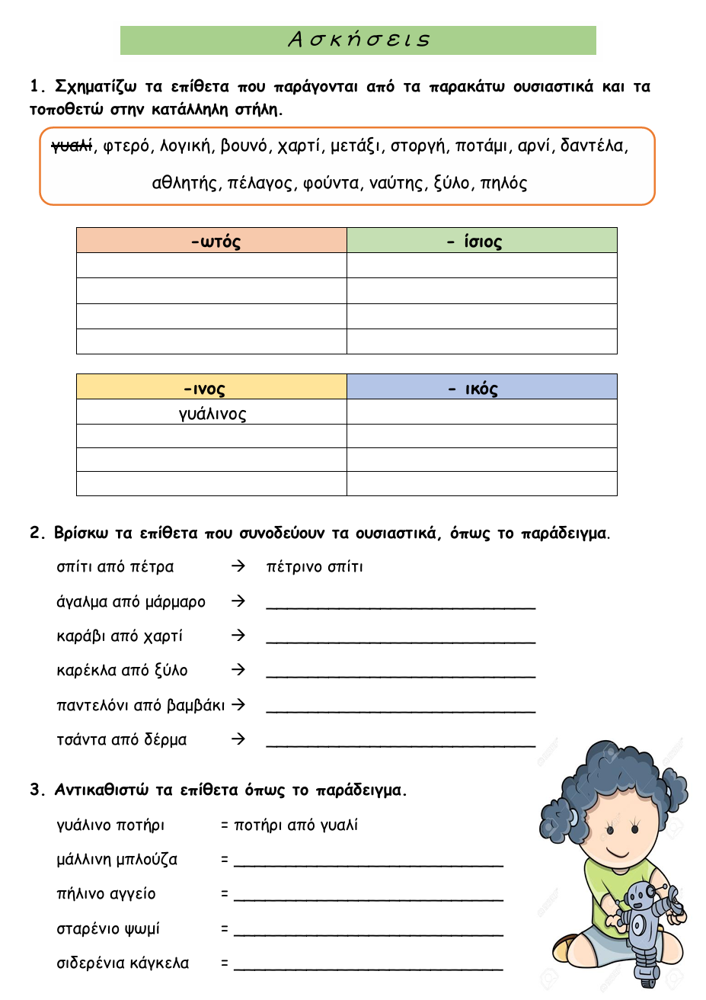 Ασκήσεις
1. Σχηματίζω τα επίθετα που παράγονται από τα παρακάτω ουσιαστικά και τα
τοποθετώ στην κατάλληλη στήλη.
γυαλί, φτερό, λογική, βουνό, χαρτί, μετάξι, στοργή, ποτάμι, αρνί, δαντέλα,
αθλητής, πέλαγος, φούντα, ναύτης, ξύλο, πηλός
-ωτός - ίσιος
-ινος - ικός
γυάλινος
2. Βρίσκω τα επίθετα που συνοδεύουν τα ουσιαστικά, όπως το παράδειγμα.
σπίτι από πέτρα → πέτρινο σπίτι
άγαλμα από μάρμαρο → ____________________________
καράβι από χαρτί → ____________________________
καρέκλα από ξύλο → ____________________________
παντελόνι από βαμβάκι → ____________________________
τσάντα από δέρμα → ____________________________
3. Αντικαθιστώ τα επίθετα όπως το παράδειγμα.
γυάλινο ποτήρι = ποτήρι από γυαλί
μάλλινη μπλούζα = ____________________________
πήλινο αγγείο = ____________________________
σταρένιο ψωμί = ____________________________
σιδερένια κάγκελα = ____________________________